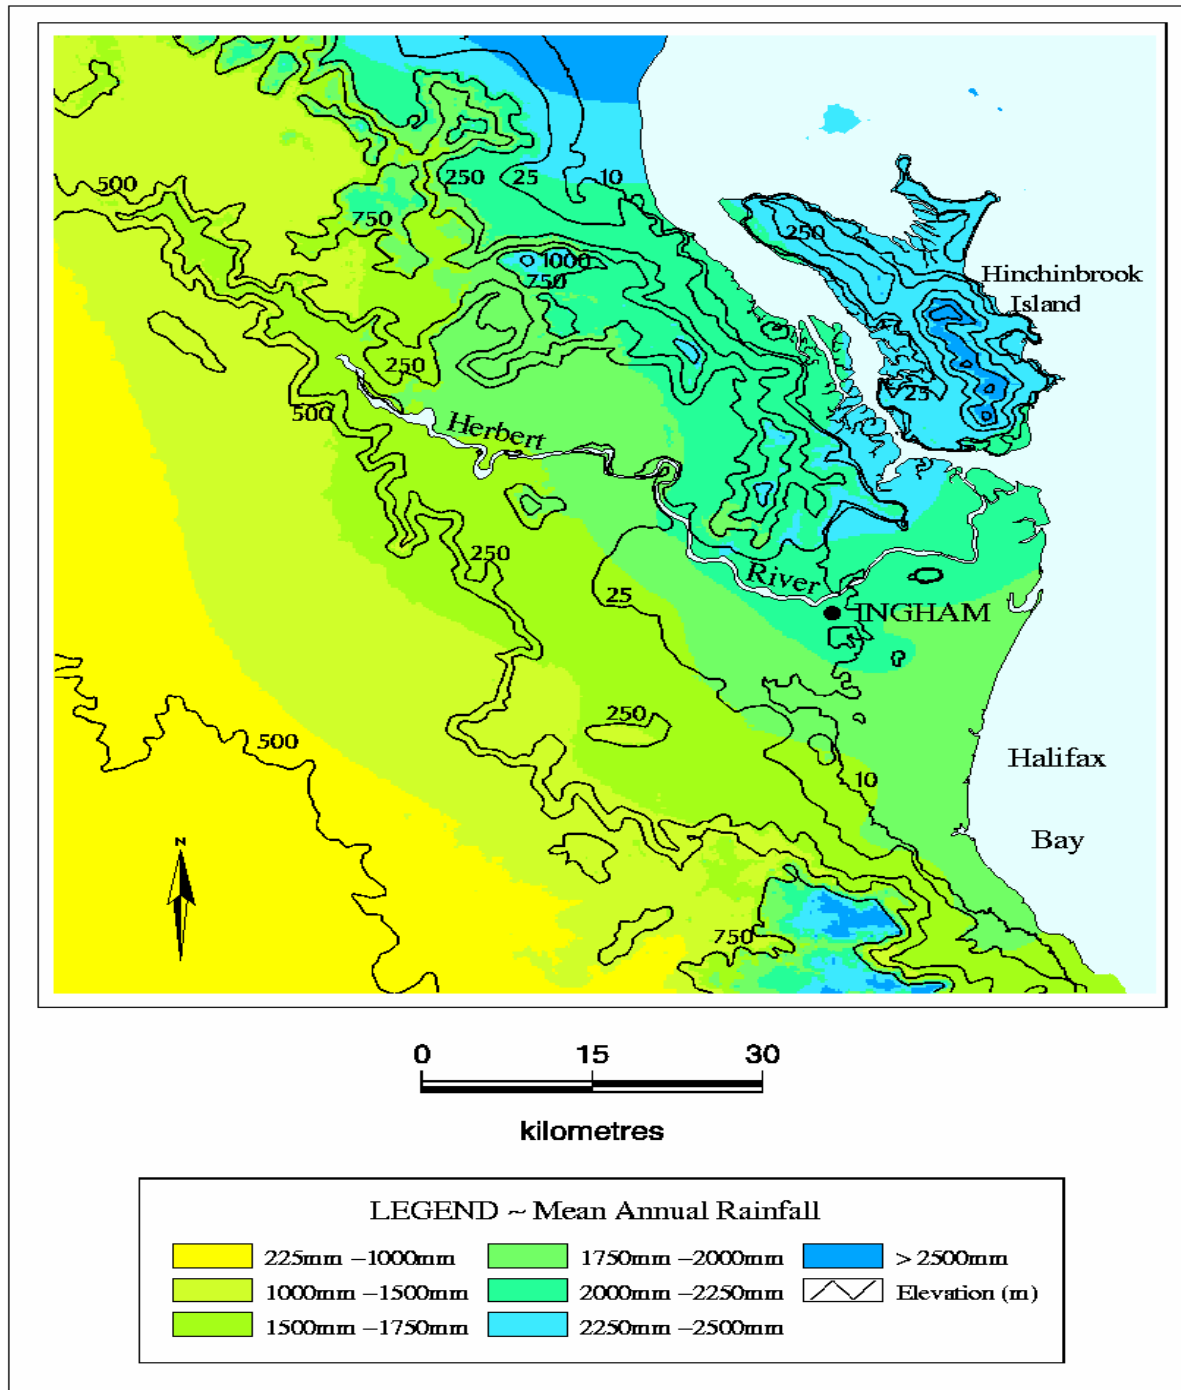 500
250
25
10
750
250
1000
750
Hinchinbrook
Island
250
500
Herbert
25
250
25
River
INGHAM
250
500
10
Halifax
Bay
750
N
0 15 30
kilometres
LEGEND ~ Mean Annual Rainfall
225mm –1000mm
1000mm –1500mm
1500mm –1750mm
1750mm –2000mm
2000mm –2250mm
2250mm –2500mm
> 2500mm
Elevation (m)